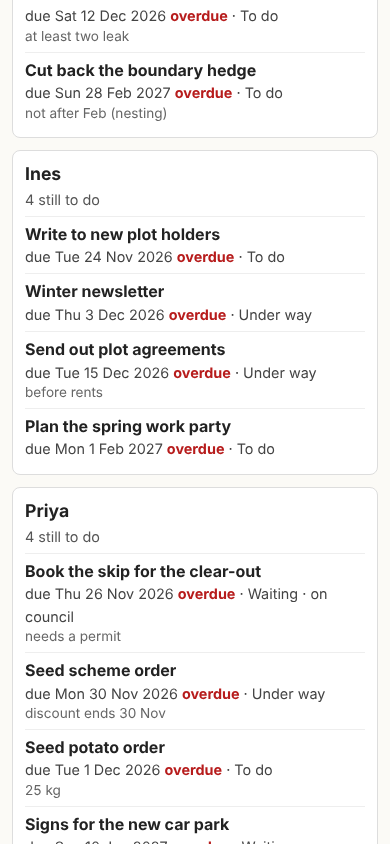 due Sat 12 Dec 2026 overdue · To do
at least two leak
Cut back the boundary hedge
due Sun 28 Feb 2027 overdue · To do
not after Feb (nesting)
Ines
4 still to do
Write to new plot holders
due Tue 24 Nov 2026 overdue · To do
Winter newsletter
due Thu 3 Dec 2026 overdue · Under way
Send out plot agreements
due Tue 15 Dec 2026 overdue · Under way
before rents
Plan the spring work party
due Mon 1 Feb 2027 overdue · To do
Priya
4 still to do
Book the skip for the clear-out
due Thu 26 Nov 2026 overdue · Waiting · on
council
needs a permit
Seed scheme order
due Mon 30 Nov 2026 overdue · Under way
discount ends 30 Nov
Seed potato order
due Tue 1 Dec 2026 overdue · To do
25 kg
Signs for the new car park